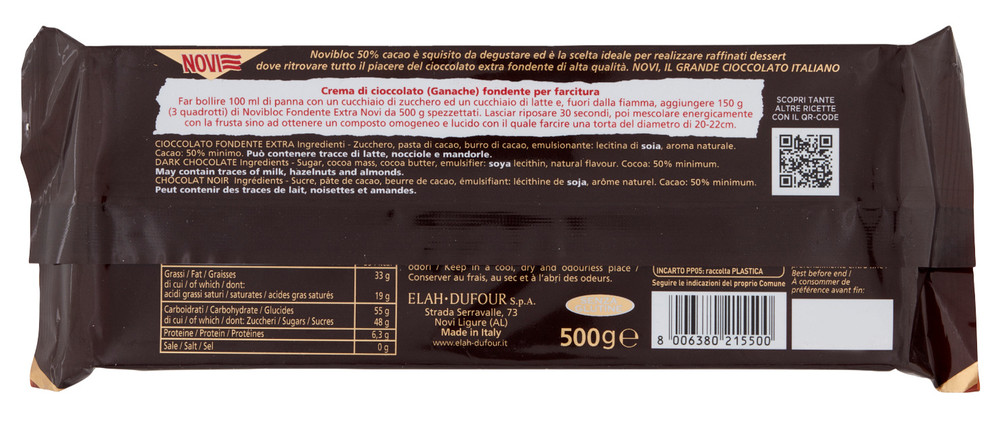 NOVI
Novibloc 50% cacao è squisito da degustare ed è la scelta ideale per realizzare raffinati dessert
dove ritrovare tutto il piacere del cioccolato extra fondente di alta qualità. NOVI, IL GRANDE CIOCCOLATO ITALIANO
Crema di cioccolato (Ganache) fondente per farcitura
Far bollire 100 ml di panna con un cucchiaio di zucchero ed un cucchiaio di latte e, fuori dalla fiamma, aggiungere 150 g
(3 quadrotti) di Novibloc Fondente Extra Novi da 500 g spezzettati. Lasciar riposare 30 secondi, poi mescolare energicamente
con la frusta sino ad ottenere un composto omogeneo e lucido con il quale farcire una torta del diametro di 20-22cm.
SCOPRI TANTE
ALTRE RICETTE
CON IL QR-CODE
CIOCCOLATO FONDENTE EXTRA Ingredienti - Zucchero, pasta di cacao, burro di cacao, emulsionante: lecitina di soia, aroma naturale.
Cacao: 50% minimo. Può contenere tracce di latte, nocciole e mandorle.
DARK CHOCOLATE Ingredients - Sugar, cocoa mass, cocoa butter, emulsifier: soya lecithin, natural flavour. Cocoa: 50% minimum.
May contain traces of milk, hazelnuts and almonds.
CHOCOLAT NOIR Ingrédients - Sucre, pâte de cacao, beurre de cacao, émulsifiant: lécithine de soja, arôme naturel. Cacao: 50% minimum.
Peut contenir des traces de lait, noisettes et amandes.
Grassi / Fat / Graisses 33 g
di cui / of which / dont:
acidi grassi saturi / saturates / acides gras saturés 19 g
Carboidrati / Carbohydrate / Glucides 55 g
di cui / of which / dont: Zuccheri / Sugars / Sucres 48 g
Proteine / Protein / Protéines 6,3 g
Sale / Salt / Sel 0 g
odori / Keep in a cool, dry and odourless place /
Conserver au frais, au sec et à l'abri des odeurs.
ELAH•DUFOUR S.p.A.
Strada Serravalle, 73
Novi Ligure (AL)
Made in Italy
www.elah-dufour.it
500g e
INCARTO PP05: raccolta PLASTICA
Seguire le indicazioni del proprio Comune
8 006380 215500
Best before end /
A consommer de
préférence avant fin: